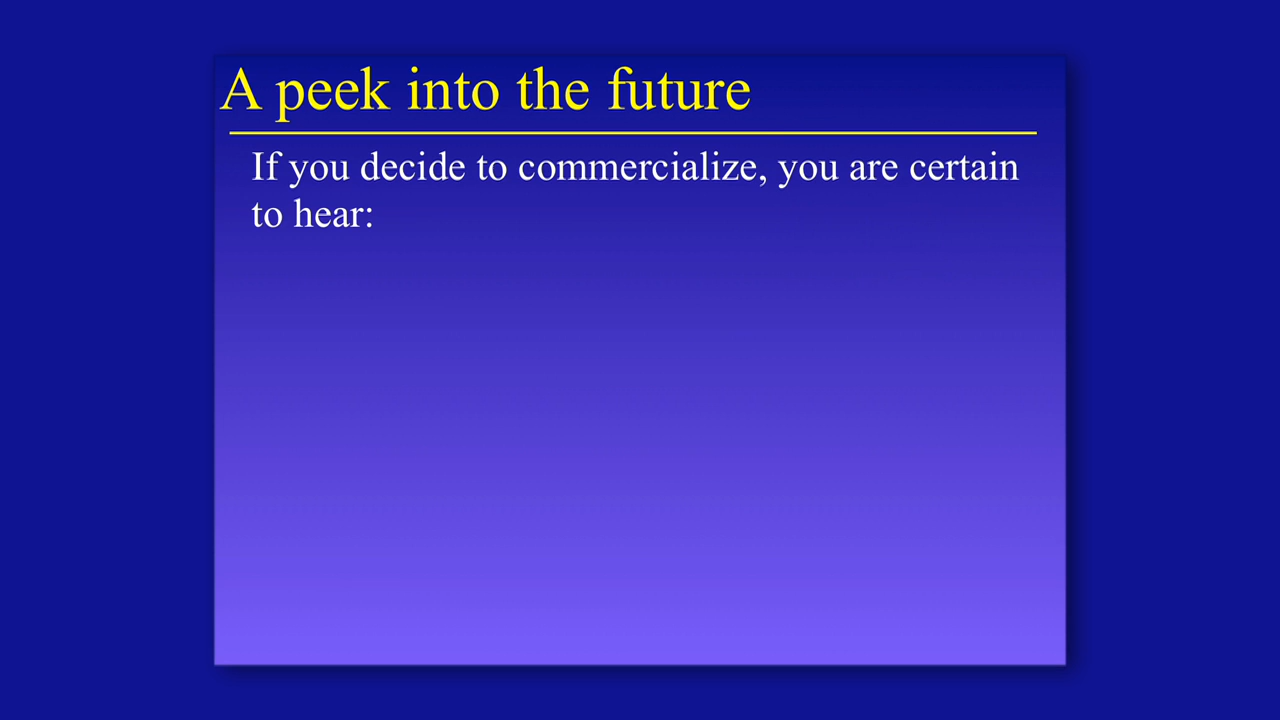 A peek into the future
If you decide to commercialize, you are certain
to hear: